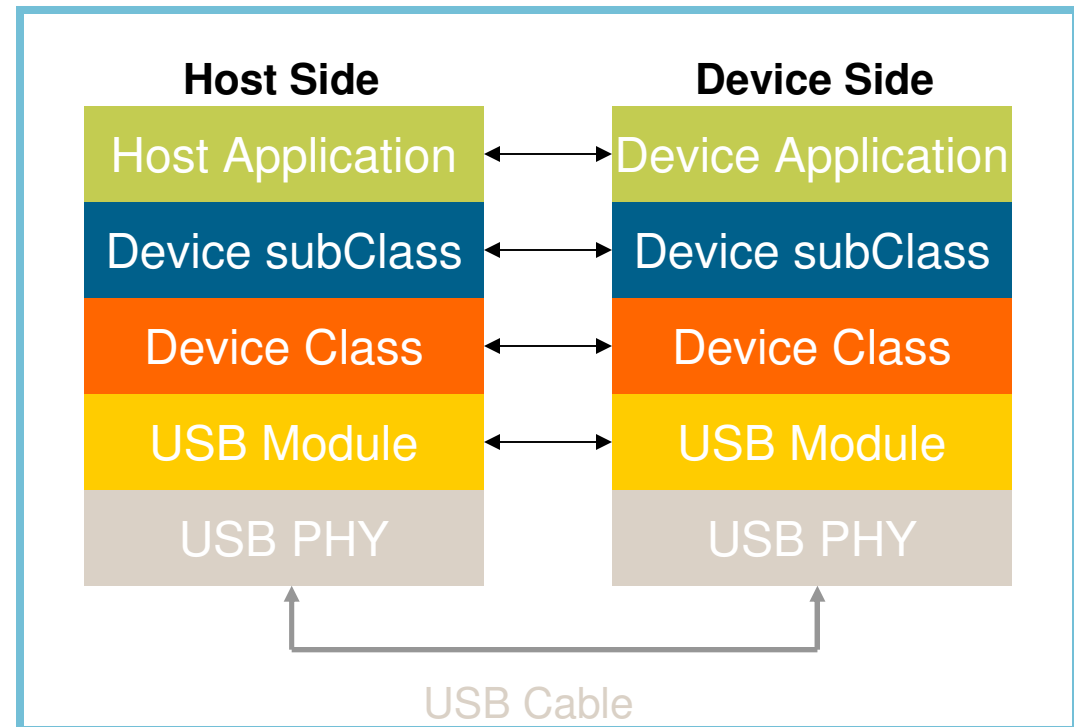 Host Side
Device Side
Host Application
Device Application
Device subClass
Device subClass
Device Class
Device Class
USB Module
USB Module
USB PHY
USB PHY
USB Cable